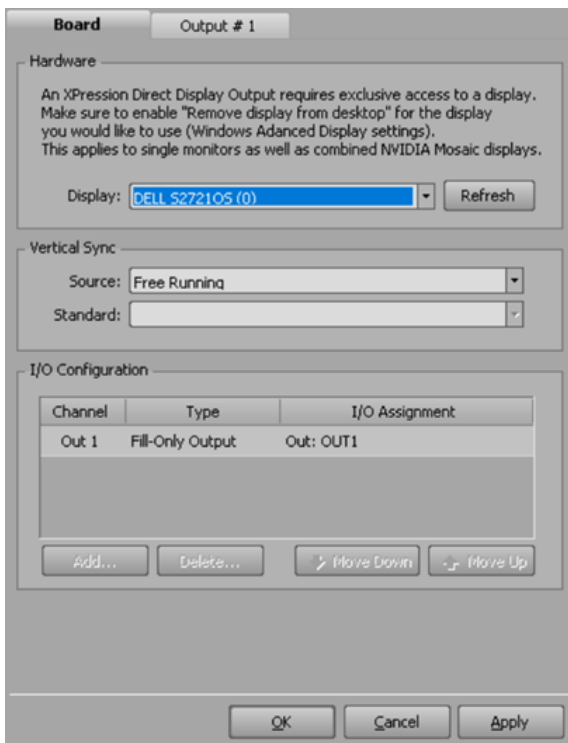 Board Output # 1
Hardware
An XPression Direct Display Output requires exclusive access to a display.
Make sure to enable "Remove display from desktop" for the display
you would like to use (Windows Adanced Display settings).
This applies to single monitors as well as combined NVIDIA Mosaic displays.
Display: DELL S2721QS (0) Refresh
Vertical Sync
Source: Free Running
Standard:
I/O Configuration
Channel Type I/O Assignment
Out 1 Fill-Only Output Out: OUT1
Add... Delete... Move Down Move Up
OK Cancel Apply